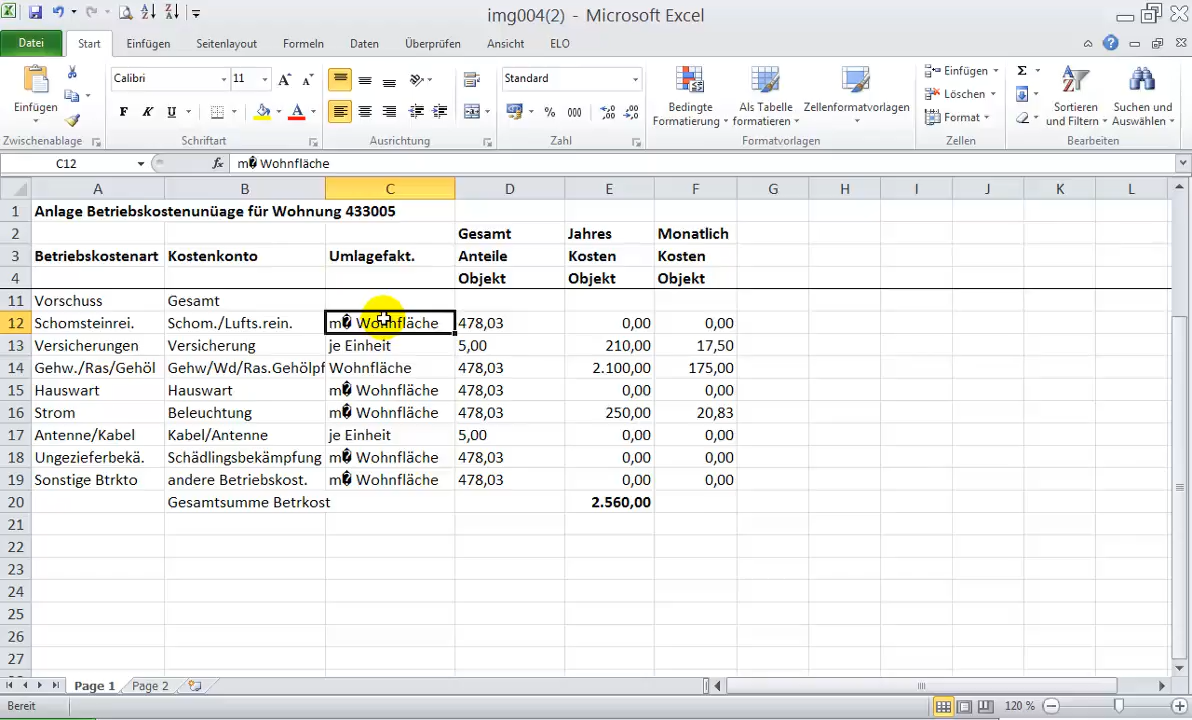 img004(2) - Microsoft Excel
Datei Start Einfügen Seitenlayout Formeln Daten Überprüfen Ansicht ELO
Einfügen
Zwischenablage
Calibri 11
F K U
Schriftart
Ausrichtung
Standard
% 000
Zahl
Bedingte Formatierung
Als Tabelle formatieren
Zellenformatvorlagen
Formatvorlagen
Einfügen
Löschen
Format
Zellen
Sortieren und Filtern
Suchen und Auswählen
Bearbeiten
C12 fx m� Wohnfläche
A B C D E F G H I J K L
1 Anlage Betriebskostenunüage für Wohnung 433005
2 Gesamt Jahres Monatlich
3 Betriebskostenart Kostenkonto Umlagefakt. Anteile Kosten Kosten
4 Objekt Objekt Objekt
11 Vorschuss Gesamt
12 Schomsteinrei. Schom./Lufts.rein. m� Wohnfläche 478,03 0,00 0,00
13 Versicherungen Versicherung je Einheit 5,00 210,00 17,50
14 Gehw./Ras/Gehöl Gehw/Wd/Ras.Gehölpf Wohnfläche 478,03 2.100,00 175,00
15 Hauswart Hauswart m� Wohnfläche 478,03 0,00 0,00
16 Strom Beleuchtung m� Wohnfläche 478,03 250,00 20,83
17 Antenne/Kabel Kabel/Antenne je Einheit 5,00 0,00 0,00
18 Ungezieferbekä. Schädlingsbekämpfung m� Wohnfläche 478,03 0,00 0,00
19 Sonstige Btrkto andere Betriebskost. m� Wohnfläche 478,03 0,00 0,00
20 Gesamtsumme Betrkost 2.560,00
21
22
23
24
25
26
27
Page 1 Page 2
Bereit 120 %